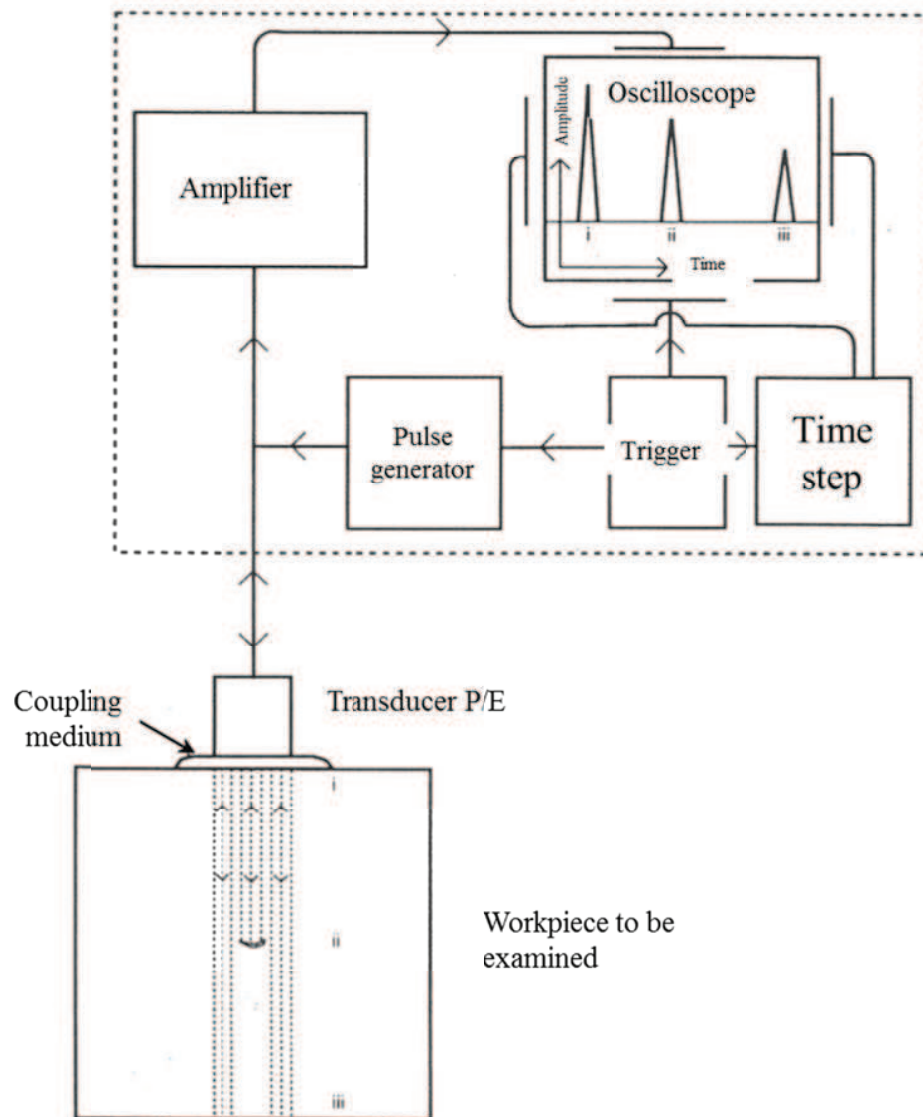 Oscilloscope
Amplitude
Amplifier
i
ii
iii
Time
Pulse
generator
Trigger
Time
step
Coupling
medium
Transducer P/E
i
ii
iii
Workpiece to be
examined